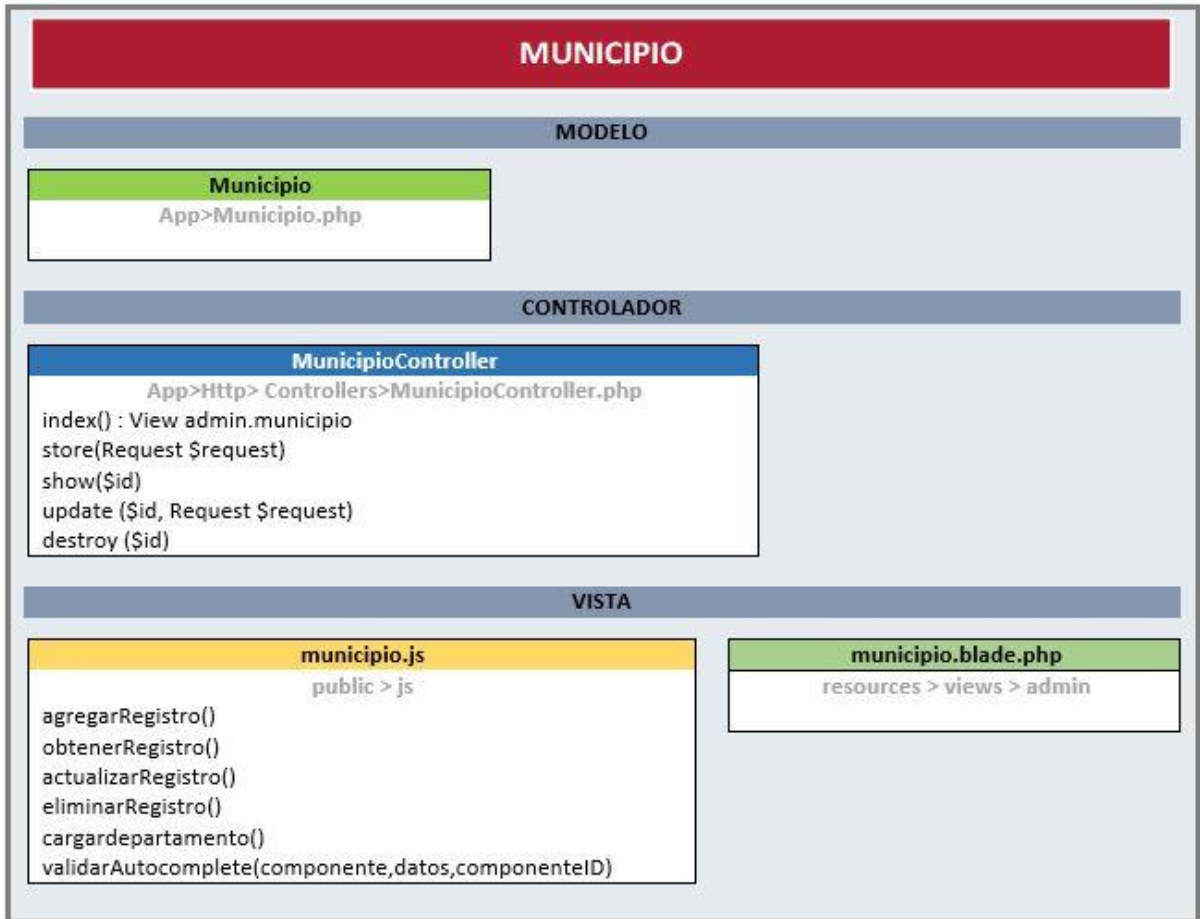 MUNICIPIO
MODELO
Municipio
App>Municipio.php
CONTROLADOR
MunicipioController
App>Http> Controllers>MunicipioController.php
index() : View admin.municipio
store(Request $request)
show($id)
update ($id, Request $request)
destroy ($id)
VISTA
municipio.js
public > js
agregarRegistro()
obtenerRegistro()
actualizarRegistro()
eliminarRegistro()
cargardepartamento()
validarAutocomplete(componente,datos,componenteID)
municipio.blade.php
resources > views > admin